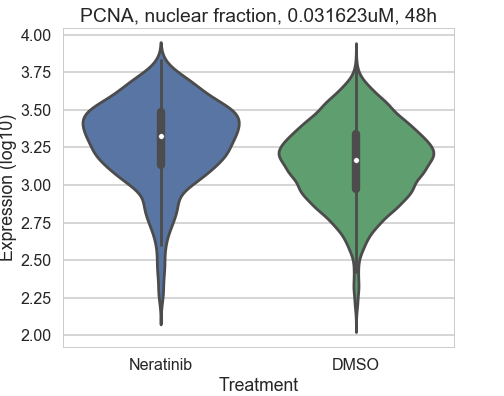 PCNA, nuclear fraction, 0.031623uM, 48h
Expression (log10)
4.00
3.75
3.50
3.25
3.00
2.75
2.50
2.25
2.00
Neratinib DMSO
Treatment